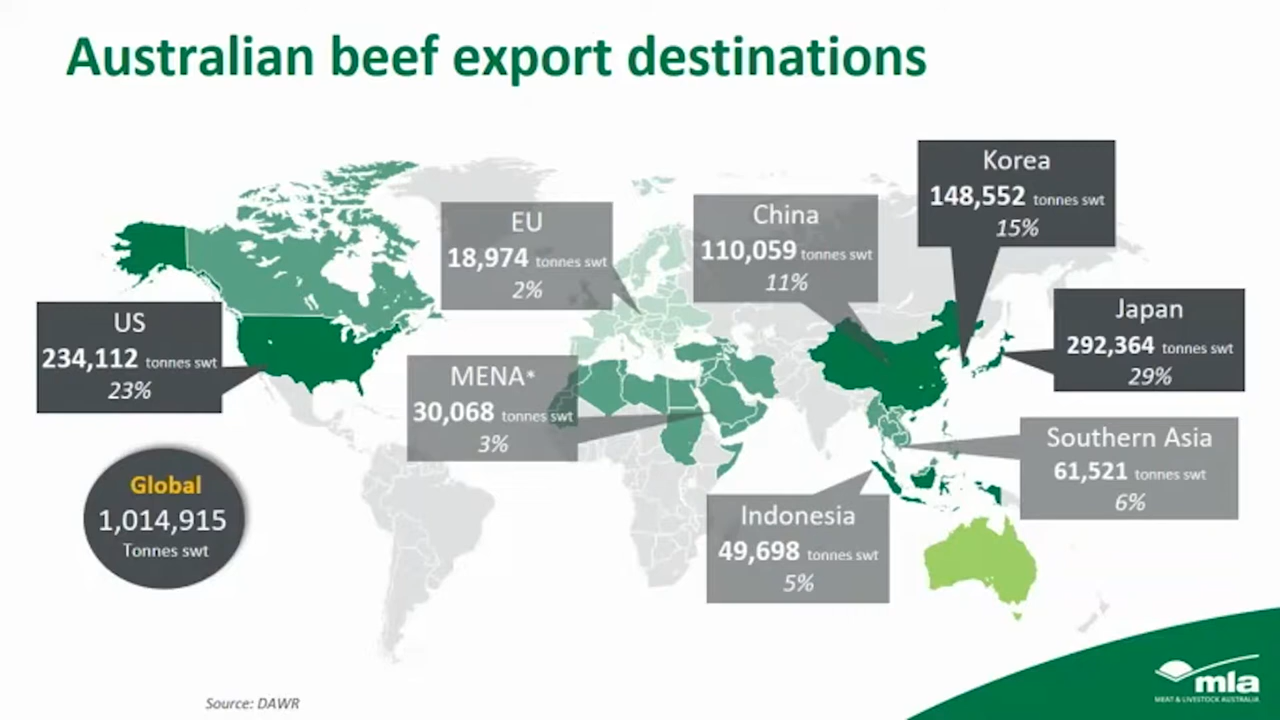 Australian beef export destinations
Korea
148,552 tonnes swt
15%
China
110,059 tonnes swt
11%
EU
18,974 tonnes swt
2%
US
234,112 tonnes swt
23%
Japan
292,364 tonnes swt
29%
MENA*
30,068 tonnes swt
3%
Southern Asia
61,521 tonnes swt
6%
Global
1,014,915
Tonnes swt
Indonesia
49,698 tonnes swt
5%
Source: DAWR
mla
MEAT & LIVESTOCK AUSTRALIA